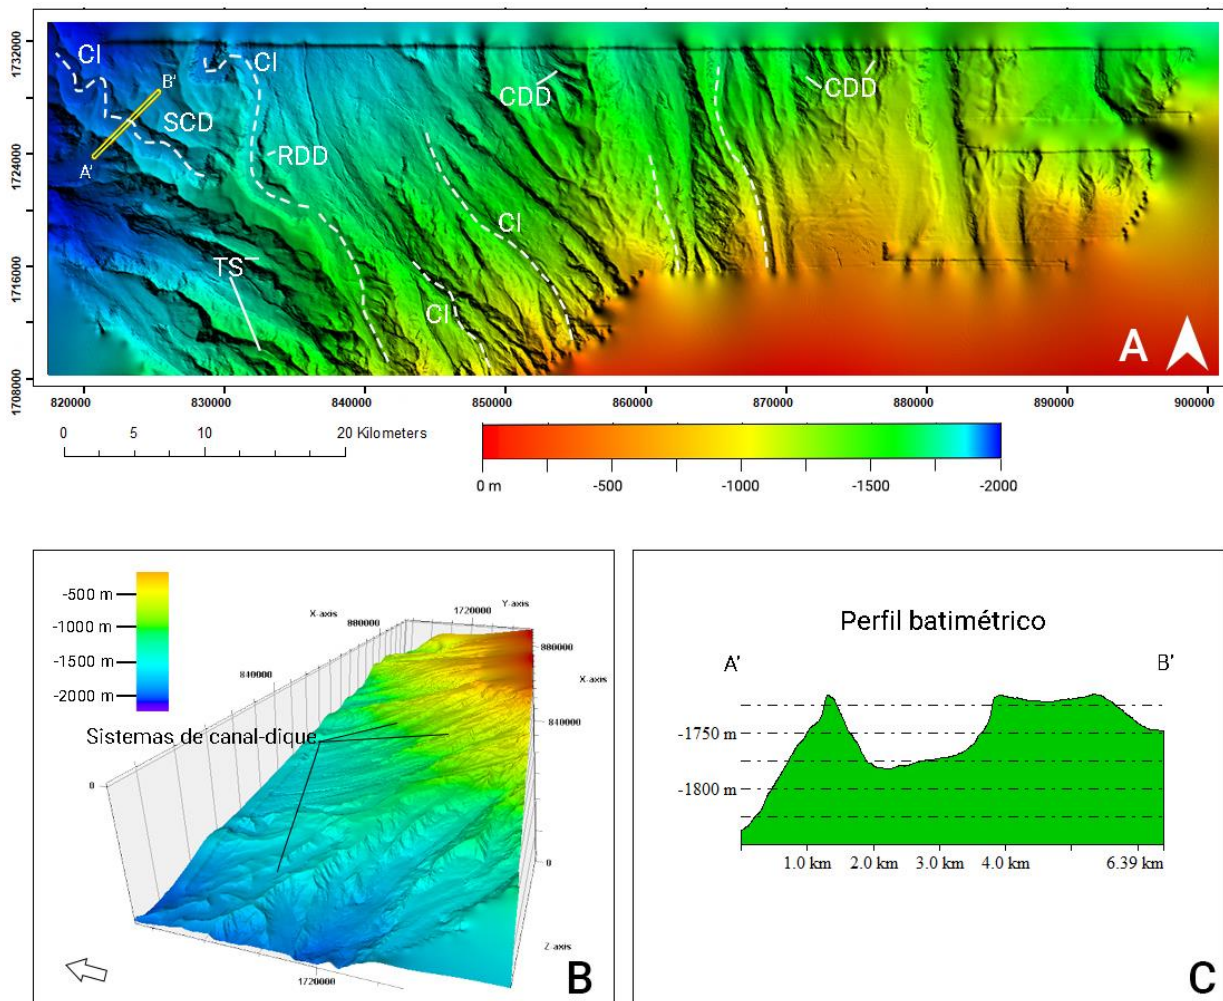 1732000
1724000
1716000
1708000
CI
B'
SCD
A'
CI
RDD
CDD
CDD
CI
CI
TS
A
820000
830000
840000
850000
860000
870000
880000
890000
900000
0
5
10
20 Kilometers
0 m
-500
-1000
-1500
-2000
-500 m
-1000 m
-1500 m
-2000 m
X-axis
880000
1720000
Y-axis
880000
X-axis
840000
840000
Sistemas de canal-dique
0
0
Z-axis
1720000
B
Perfil batimétrico
A'
B'
-1750 m
-1800 m
1.0 km
2.0 km
3.0 km
4.0 km
6.39 km
C